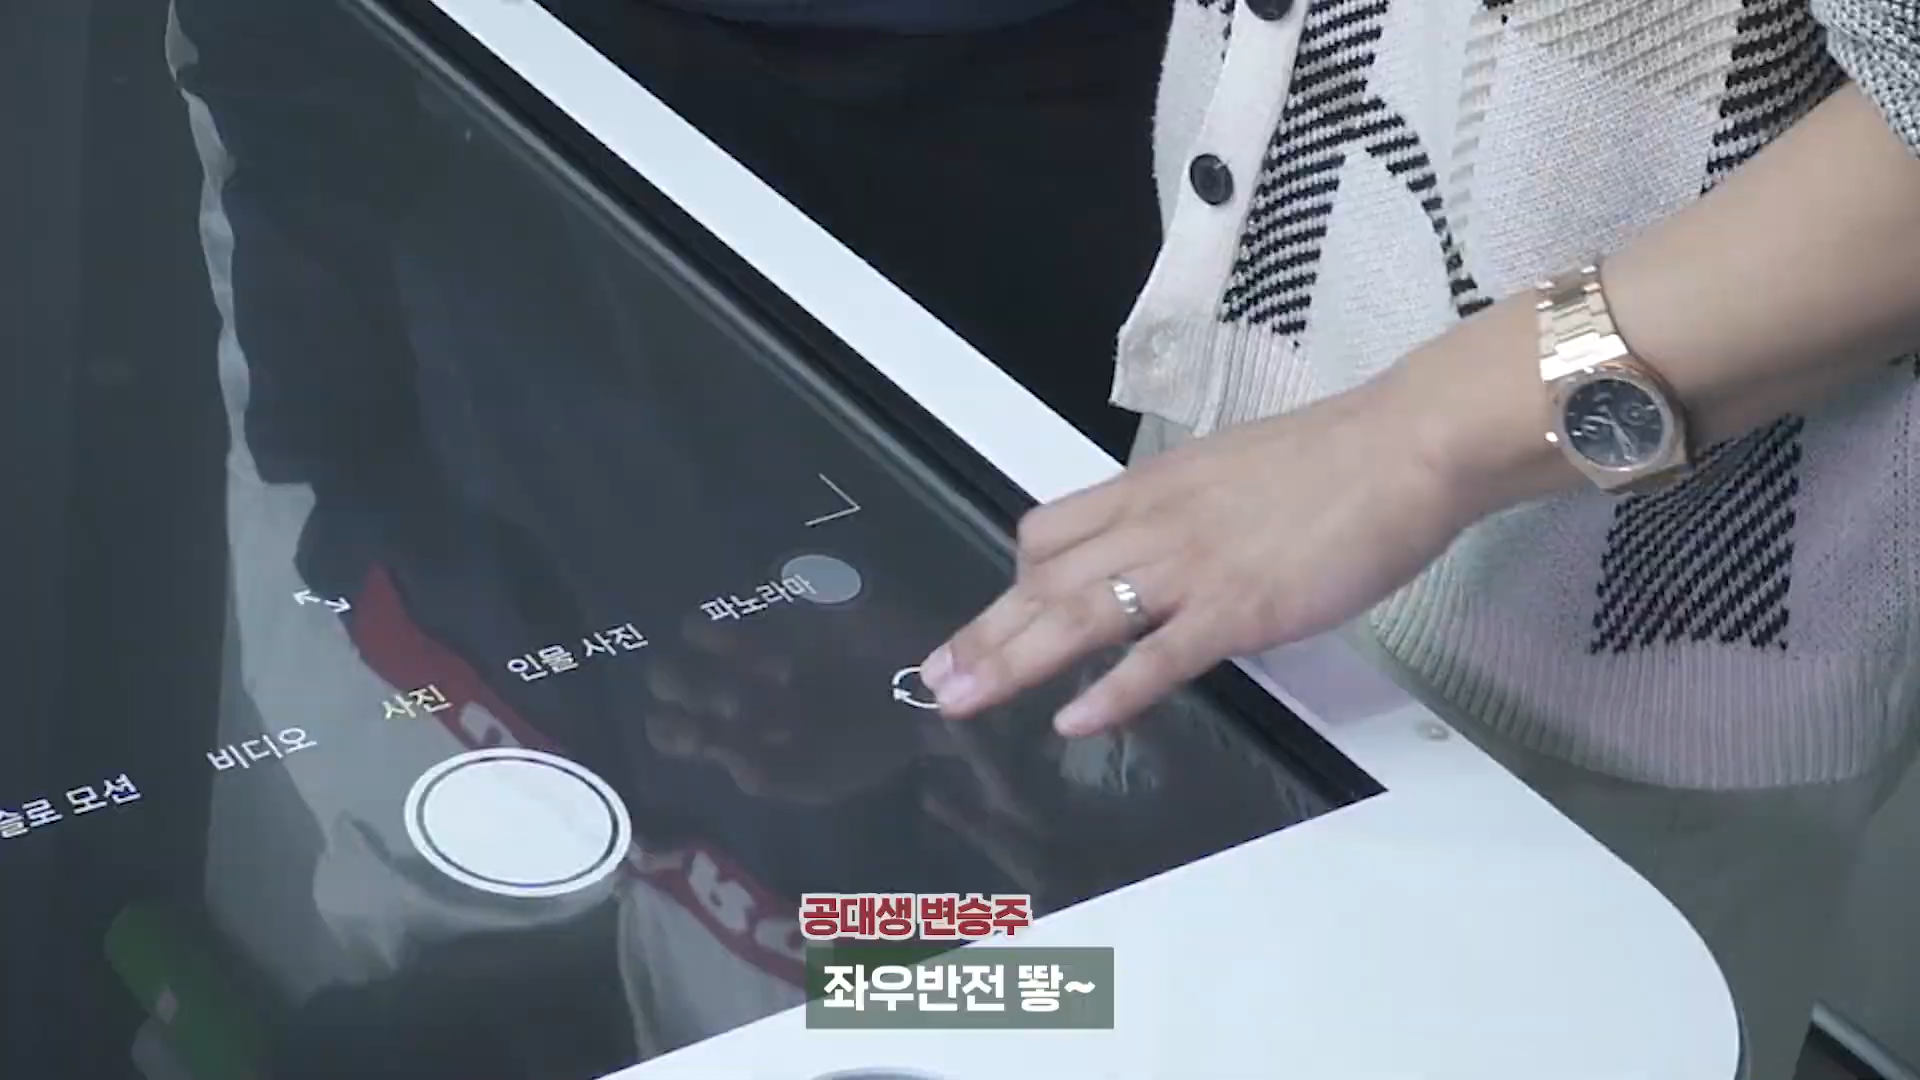 파노라마
인물 사진
사진
비디오
슬로 모션
공대생 변승주
좌우반전 뙇~